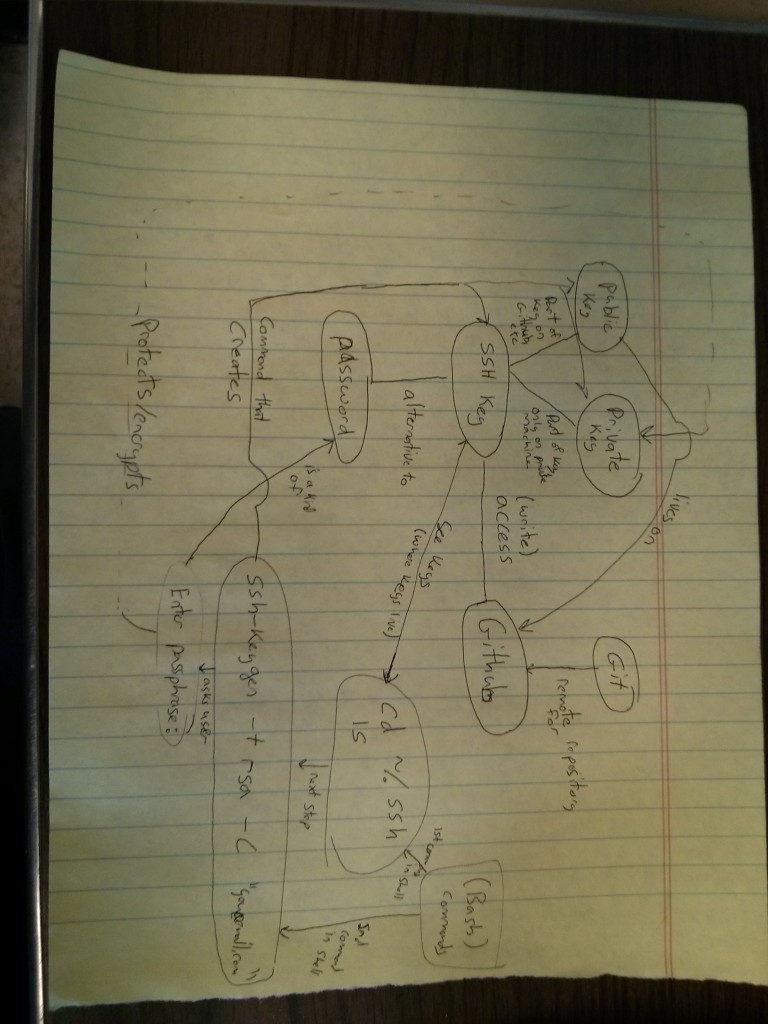 Public
Key
Private
Key
lives on
Git
Part of
key on
Github
etc
Part of key
only on private
machine
SSH Key
(write)
access
Github
remote repository
for
password
alternative to
See keys
(where keys live)
Cd ~/.ssh
ls
1st com
in shell
(Bash)
commands
Command that
Creates
is a kind
of
next step
2nd
command
in shell
ssh-keygen -t rsa -C
asks user
Enter passphrase:
Protects/encrypts